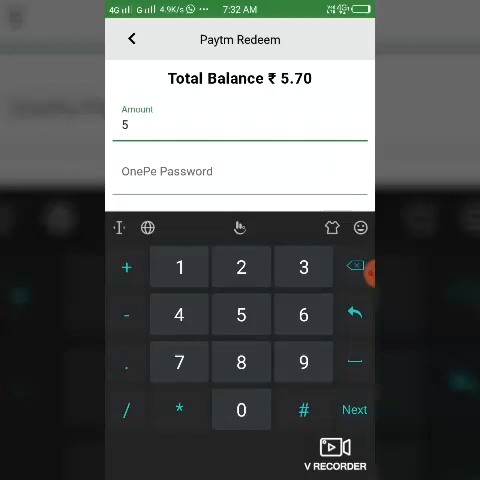 4G G 4.9K/s ... 7:32 AM
Paytm Redeem
Total Balance ₹ 5.70
Amount
5
OnePe Password
+ 1 2 3
- 4 5 6
. 7 8 9
/ * 0 # Next
V RECORDER